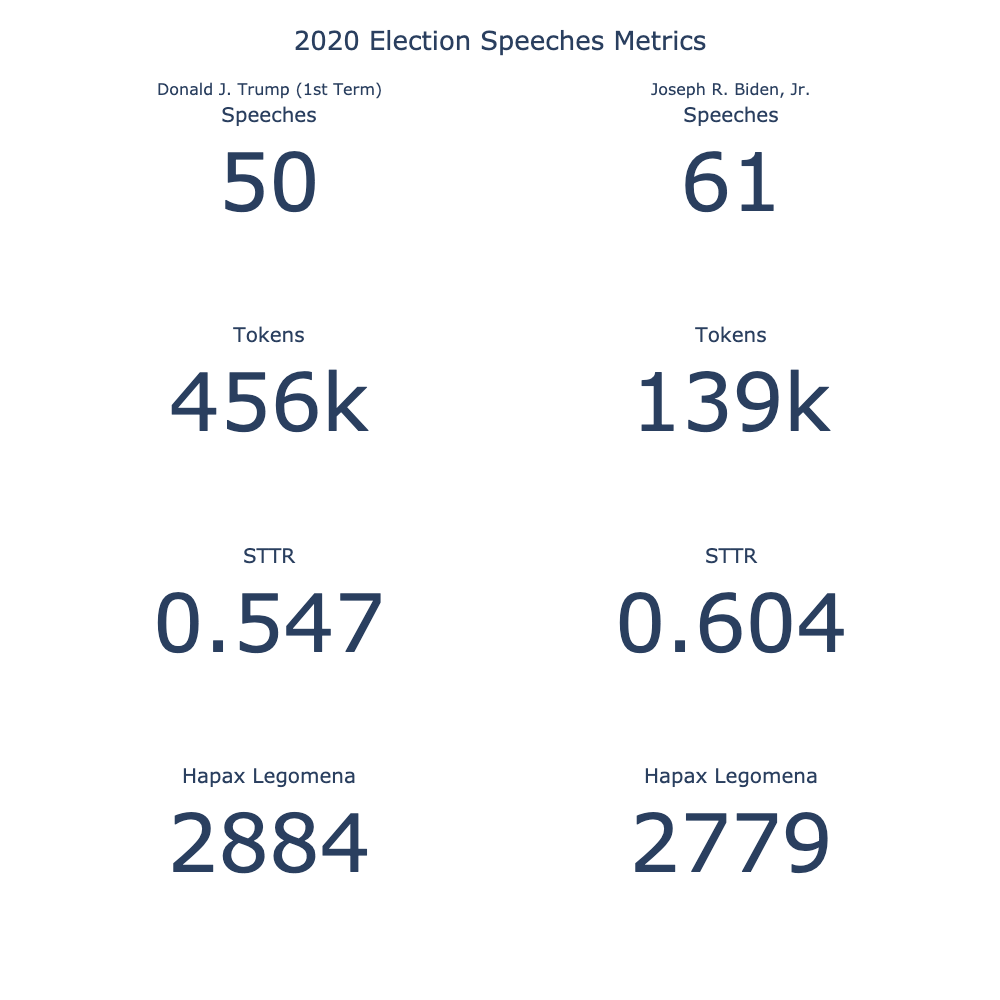 2020 Election Speeches Metrics
Donald J. Trump (1st Term)
Joseph R. Biden, Jr.
Speeches
Speeches
50
61
Tokens
Tokens
456k
139k
STTR
STTR
0.547
0.604
Hapax Legomena
Hapax Legomena
2884
2779